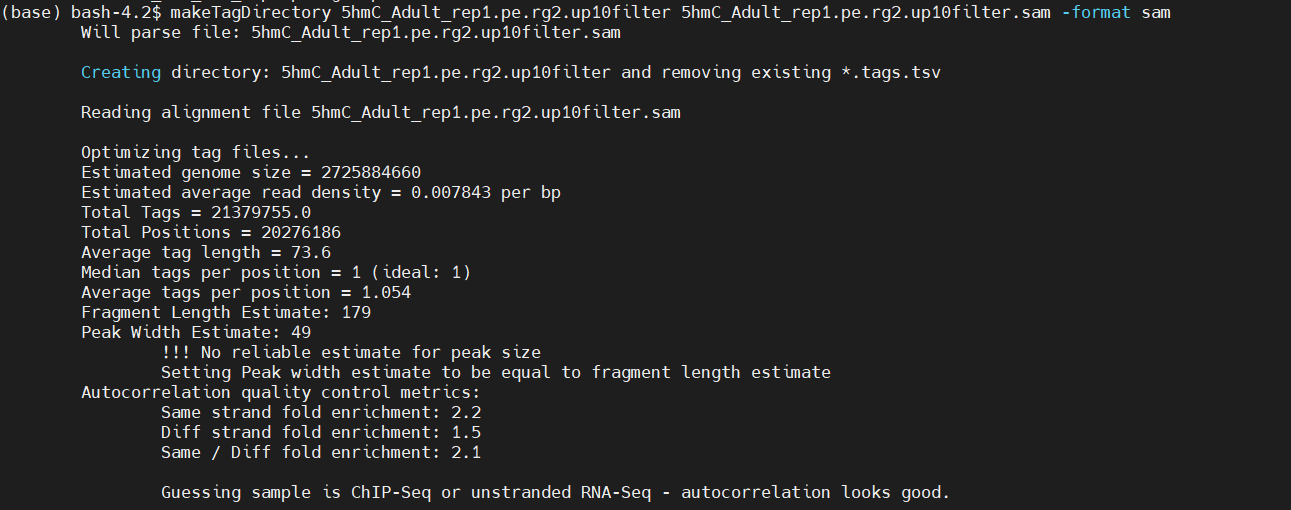 (base) bash-4.2$ makeTagDirectory 5hmC_Adult_rep1.pe.rg2.up10filter 5hmC_Adult_rep1.pe.rg2.up10filter.sam -format sam
Will parse file: 5hmC_Adult_rep1.pe.rg2.up10filter.sam
Creating directory: 5hmC_Adult_rep1.pe.rg2.up10filter and removing existing *.tags.tsv
Reading alignment file 5hmC_Adult_rep1.pe.rg2.up10filter.sam
Optimizing tag files...
Estimated genome size = 2725884660
Estimated average read density = 0.007843 per bp
Total Tags = 21379755.0
Total Positions = 20276186
Average tag length = 73.6
Median tags per position = 1 (ideal: 1)
Average tags per position = 1.054
Fragment Length Estimate: 179
Peak Width Estimate: 49
!!! No reliable estimate for peak size
Setting Peak width estimate to be equal to fragment length estimate
Autocorrelation quality control metrics:
Same strand fold enrichment: 2.2
Diff strand fold enrichment: 1.5
Same / Diff fold enrichment: 2.1
Guessing sample is ChIP-Seq or unstranded RNA-Seq - autocorrelation looks good.